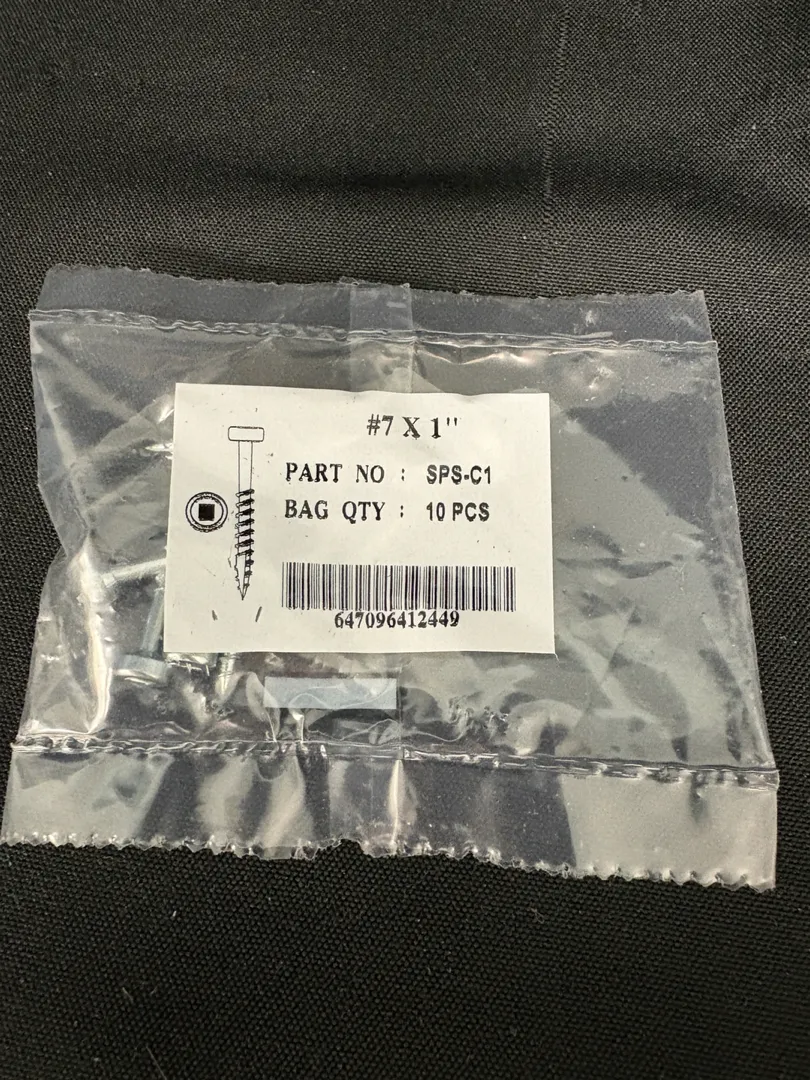 #7 X 1"
PART NO : SPS-C1
BAG QTY : 10 PCS
647096412449